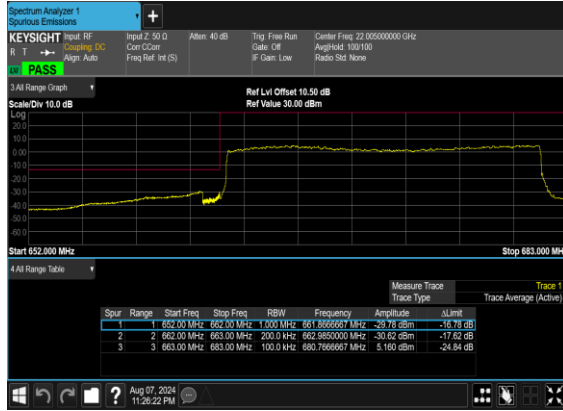 Spectrum Analyzer 1
Spurious Emissions
KEYSIGHT Input: RF Input Z: 50 Ω Atten: 40 dB Trig: Free Run Center Freq: 22.005000000 GHz
R T Coupling: DC Corr CCorr Gate: Off Avg|Hold: 100/100
Align: Auto Freq Ref: Int (S) IF Gain: Low Radio Std: None
LXI PASS
3 All Range Graph
Ref Lvl Offset 10.50 dB
Scale/Div 10.0 dB Ref Value 30.00 dBm
Log
20.0
10.0
0.00
-10.0
-20.0
-30.0
-40.0
-50.0
-60.0
Start 652.000 MHz Stop 683.000 MH
4 All Range Table
Measure Trace Trace 1
Trace Type Trace Average (Active)
Spur Range Start Freq Stop Freq RBW Frequency Amplitude ΔLimit
1 1 652.00 MHz 662.00 MHz 1.000 MHz 661.8666667 MHz -29.78 dBm -16.78 dB
2 2 662.00 MHz 663.00 MHz 200.0 kHz 662.9850000 MHz -30.62 dBm -17.62 dB
3 3 663.00 MHz 683.00 MHz 100.0 kHz 680.7666667 MHz 5.160 dBm -24.84 dB
? Aug 07, 2024
11:26:22 PM